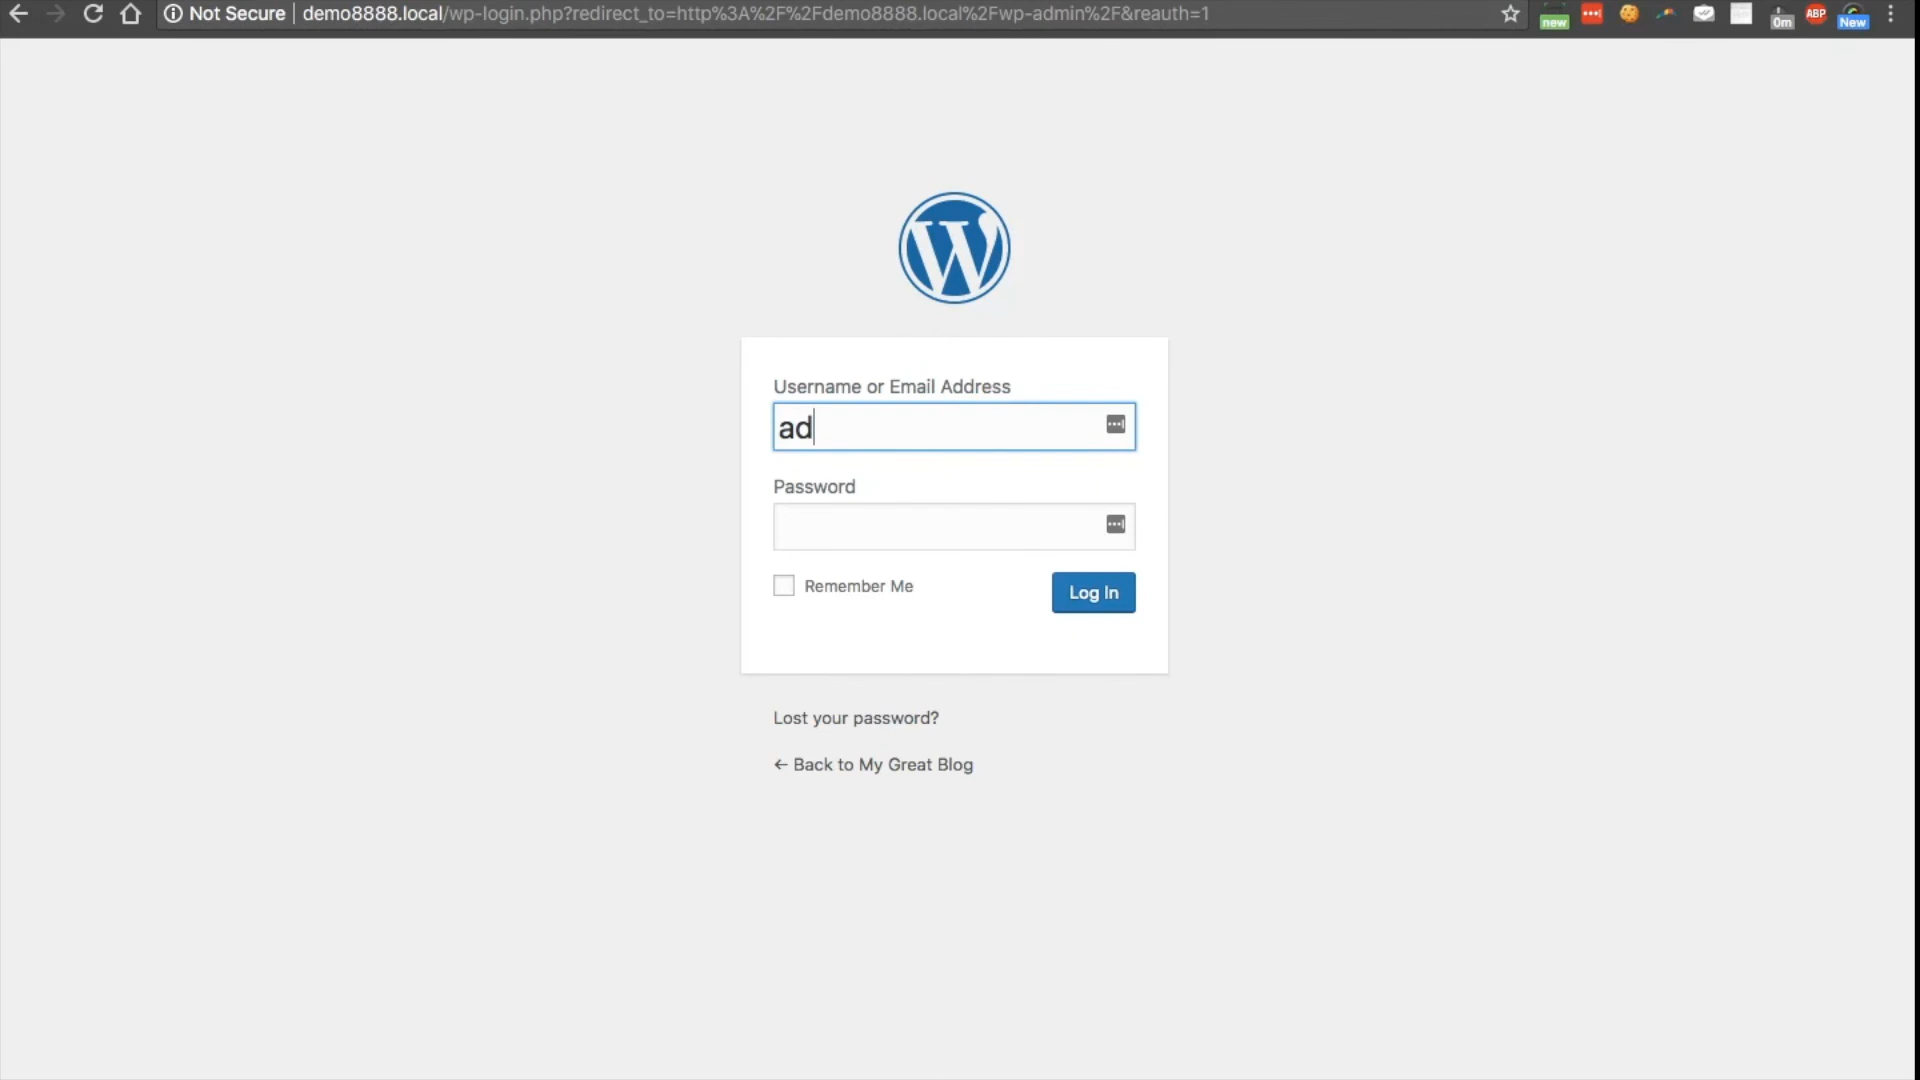 Not Secure | demo8888.local/wp-login.php?redirect_to=http%3A%2F%2Fdemo8888.local%2Fwp-admin%2F&reauth=1
new
0m
ABP
New
W
Username or Email Address
ad
Password
Remember Me
Log In
Lost your password?
← Back to My Great Blog